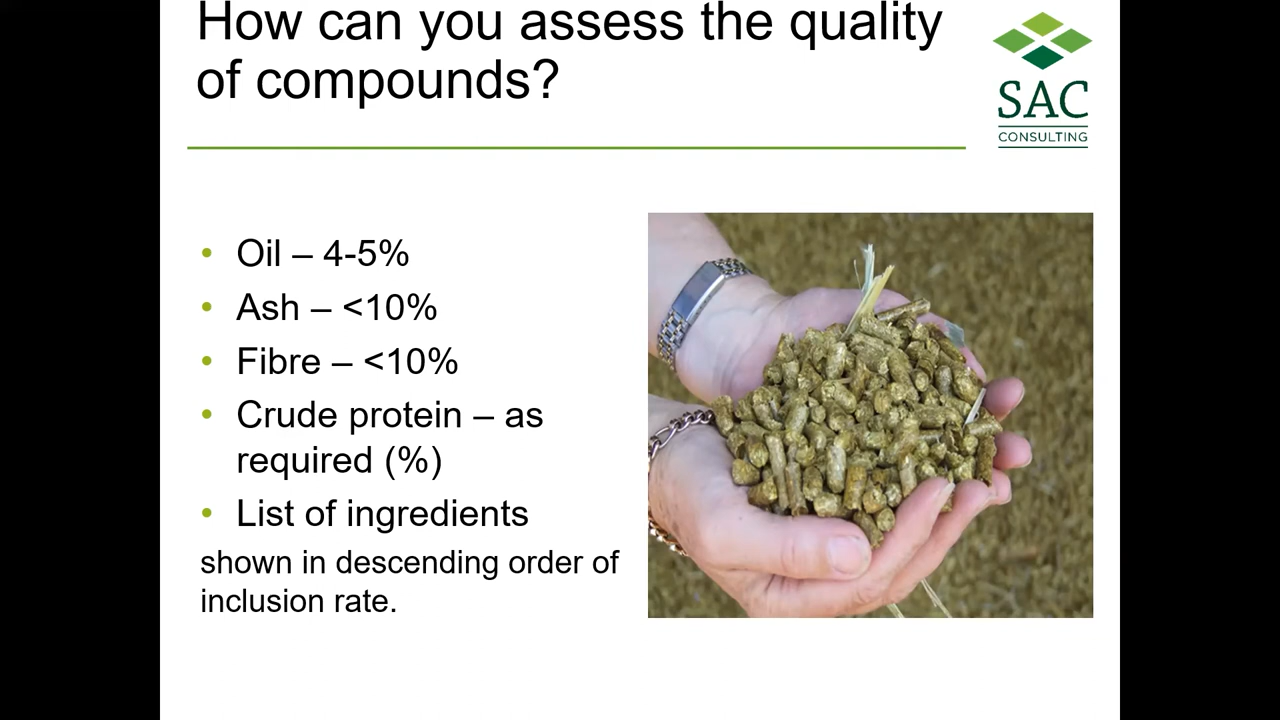 How can you assess the quality
of compounds?
SAC
CONSULTING
• Oil – 4-5%
• Ash – <10%
• Fibre – <10%
• Crude protein – as
required (%)
• List of ingredients
shown in descending order of
inclusion rate.